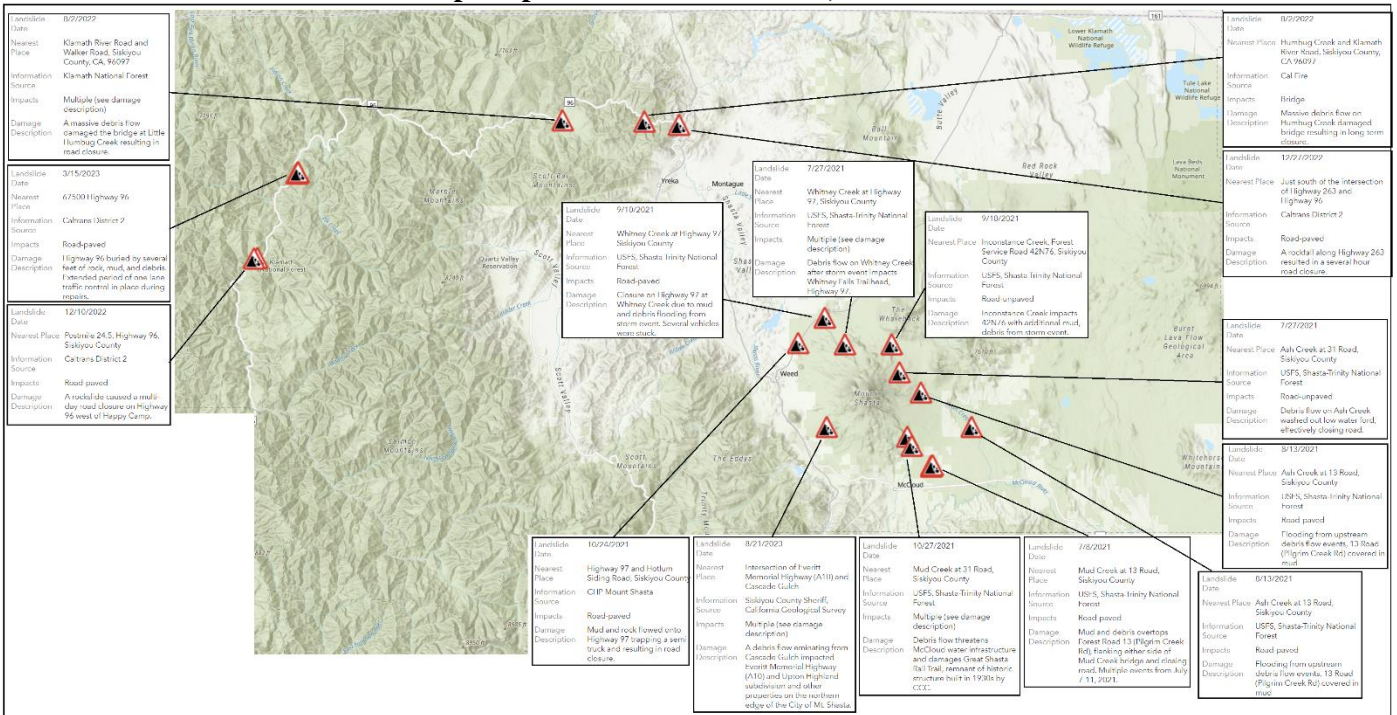 Landslide Date 8/2/2022
Nearest Place Klamath River Road and
Walker Road, Siskiyou
County, CA, 96097
Information Source Klamath National Forest
Impacts Multiple (see damage
description)
Damage Description A massive debris flow
damaged the bridge at Little
Humbug Creek resulting in
road closure.
Landslide Date 3/15/2023
Nearest Place 67500 Highway 96
Information Source Caltrans District 2
Impacts Road-paved
Damage Description Highway 96 buried by several
feet of rock, mud, and debris.
Extended period of one lane
traffic control in place during
repairs.
Landslide Date 12/10/2022
Nearest Place Postmile 24.5, Highway 96,
Siskiyou County
Information Source Caltrans District 2
Impacts Road paved
Damage Description A rockslide caused a multi-
day road closure on Highway
96 west of Happy Camp.
Landslide Date 9/10/2021
Nearest Place Whitney Creek at Highway 97
Siskiyou County
Information Source USFS, Shasta Trinity National
Forest
Impacts Road-paved
Damage Description Closure on Highway 97 at
Whitney Creek due to mud
and debris flooding from
storm event. Several vehicles
were stuck.
Landslide Date 7/27/2021
Nearest Place Whitney Creek at Highway
97, Siskiyou County
Information Source USFS, Shasta-Trinity National
Forest
Impacts Multiple (see damage
description)
Damage Description Debris flow on Whitney Creek
after storm event impacts
Whitney Falls Trailhead,
Highway 97.
Landslide Date 9/10/2021
Nearest Place Inconstance Creek, Forest
Service Road 42N76, Siskiyou
County
Information Source USFS, Shasta Trinity National
Forest
Impacts Road-unpaved
Damage Description Inconstance Creek impacts
42N76 with additional mud,
debris from storm event.
Landslide Date 8/2/2022
Nearest Place Humbug Creek and Klamath
River Road, Siskiyou County,
CA 96097
Information Source Cal Fire
Impacts Bridge
Damage Description Massive debris flow on
Humbug Creek damaged
bridge resulting in long term
closure.
Landslide Date 12/27/2022
Nearest Place Just south of the intersection
of Highway 263 and
Highway 96
Information Source Caltrans District 2
Impacts Road-paved
Damage Description A rockfall along Highway 263
resulted in a several hour
road closure.
Landslide Date 7/27/2021
Nearest Place Ash Creek at 31 Road,
Siskiyou County
Information Source USFS, Shasta-Trinity National
Forest
Impacts Road-unpaved
Damage Description Debris flow on Ash Creek
washed out low water ford,
effectively closing road.
Landslide Date 8/13/2021
Nearest Place Ash Creek at 13 Road,
Siskiyou County
Information Source USFS, Shasta-Trinity National
Forest
Impacts Road paved
Damage Description Flooding from upstream
debris flow events, 13 Road
(Pilgrim Creek Rd) covered in
mud
Landslide Date 10/24/2021
Nearest Place Highway 97 and Hotlum
Siding Road, Siskiyou County
Information Source CHP Mount Shasta
Impacts Road-paved
Damage Description Mud and rock flowed onto
Highway 97 trapping a semi
truck and resulting in road
closure.
Landslide Date 8/21/2023
Nearest Place Intersection of Everitt
Memorial Highway (A10) and
Cascade Gulch
Information Source Siskiyou County Sheriff,
California Geological Survey
Impacts Multiple (see damage
description)
Damage Description A debris flow eminating from
Cascade Gulch impacted
Everitt Memorial Highway
(A10) and Upton Highland
subdivision and other
properties on the northern
edge of the City of Mt. Shasta.
Landslide Date 10/27/2021
Nearest Place Mud Creek at 31 Road,
Siskiyou County
Information Source USFS, Shasta-Trinity National
Forest
Impacts Multiple (see damage
description)
Damage Description Debris flow threatens
McCloud water infrastructure
and damages Great Shasta
Rail Trail, remnant of historic
structure built in 1930s by
CCC.
Landslide Date 7/8/2021
Nearest Place Mud Creek at 13 Road,
Siskiyou County
Information Source USFS, Shasta-Trinity National
Forest
Impacts Road paved
Damage Description Mud and debris overtops
Forest Road 13 (Pilgrim Creek
Rd), flanking either side of
Mud Creek bridge and closing
road. Multiple events from July
7 11, 2021.
Landslide Date 8/13/2021
Nearest Place Ash Creek at 13 Road,
Siskiyou County
Information Source USFS, Shasta-Trinity National
Forest
Impacts Road paved
Damage Description Flooding from upstream
debris flow events, 13 Road
(Pilgrim Creek Rd) covered in
mud
161
Lower Klamath
National
Wildlife Refuge
Tule Lake
National
Wildlife Refuge
Butte Valley
Ball
Mountain
Red Rock
Valley
Lava Beds
National
Monument
96
96
Yreka
Montague
Shasta Valley
Scott Bar
Mountains
Marble
Mountains
Quartz Valley
Reservation
Scott Valley
Klamath
National Forest
The
Whaleback
Burnt
Lava Flow
Geological
Area
Weed
Mount
Shasta
Salmon
Mountains
Scott
Mountains
The Eddys
McCloud
McCloud River